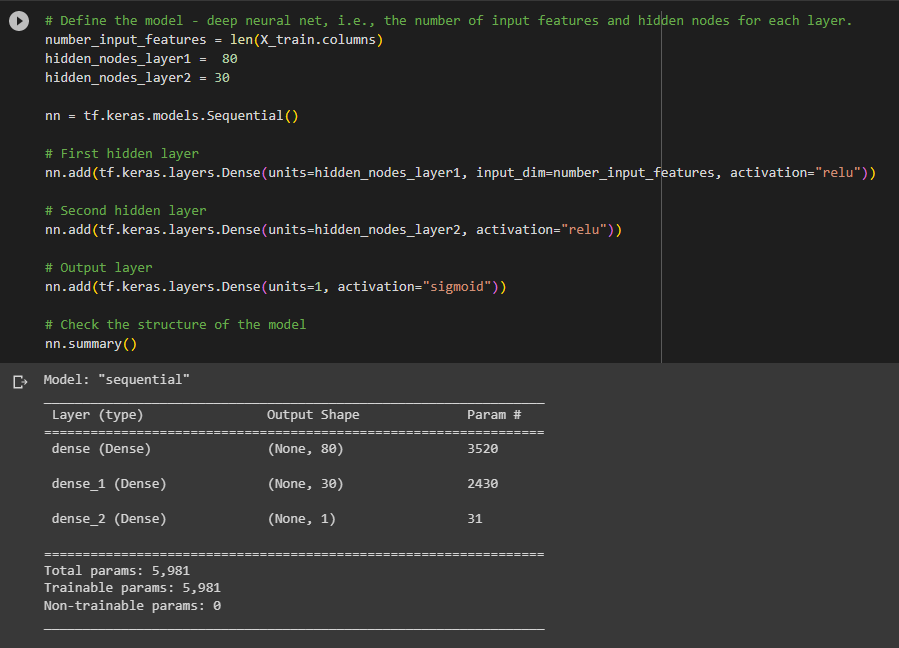 # Define the model - deep neural net, i.e., the number of input features and hidden nodes for each layer.
number_input_features = len(X_train.columns)
hidden_nodes_layer1 =  80
hidden_nodes_layer2 = 30
nn = tf.keras.models.Sequential()
# First hidden layer
nn.add(tf.keras.layers.Dense(units=hidden_nodes_layer1, input_dim=number_input_features, activation="relu"))
# Second hidden layer
nn.add(tf.keras.layers.Dense(units=hidden_nodes_layer2, activation="relu"))
# Output layer
nn.add(tf.keras.layers.Dense(units=1, activation="sigmoid"))
# Check the structure of the model
nn.summary()
Model: "sequential"
_________________________________________________________________
Layer (type) Output Shape Param #
=================================================================
dense (Dense) (None, 80) 3520
dense_1 (Dense) (None, 30) 2430
dense_2 (Dense) (None, 1) 31
=================================================================
Total params: 5,981
Trainable params: 5,981
Non-trainable params: 0
_________________________________________________________________